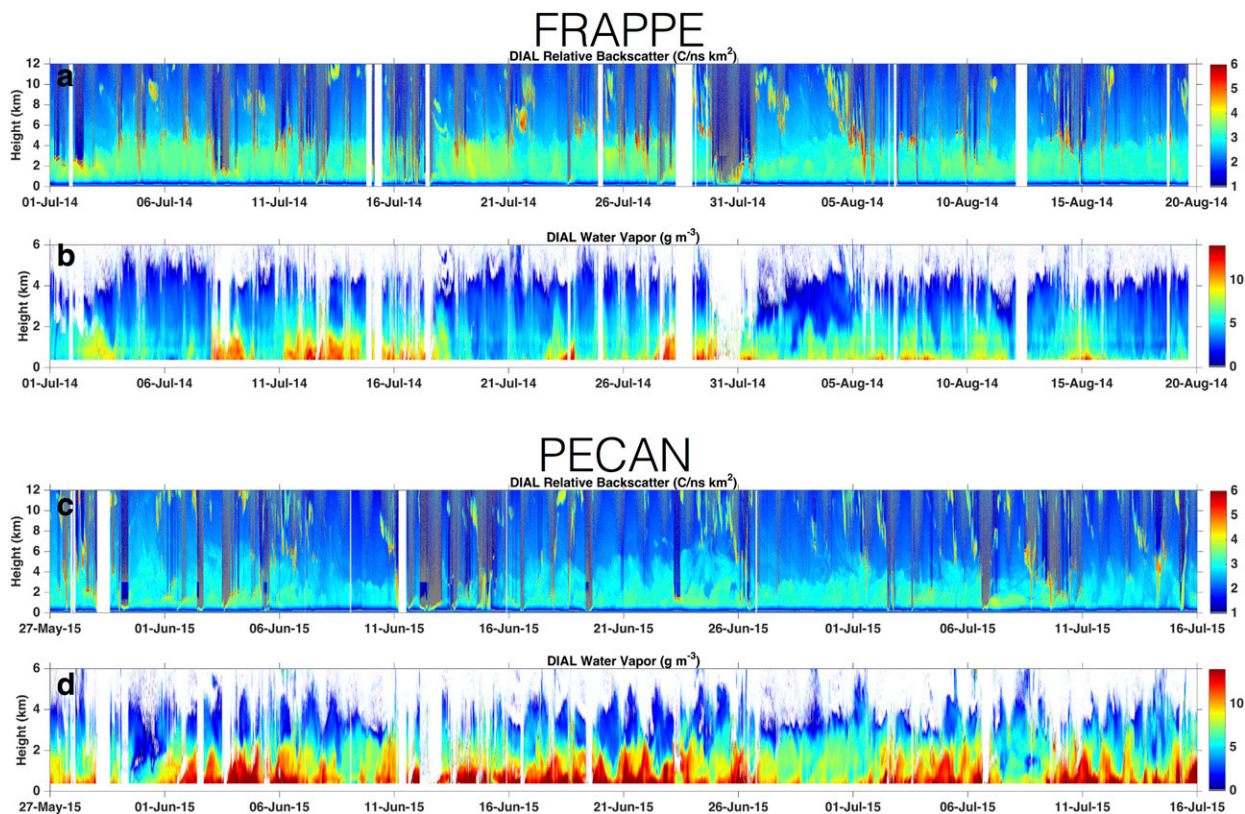 FRAPPE
DIAL Relative Backscatter (C/ns km²)
a
Height (km)
12
10
8
6
4
2
0
01-Jul-14 06-Jul-14 11-Jul-14 16-Jul-14 21-Jul-14 26-Jul-14 31-Jul-14 05-Aug-14 10-Aug-14 15-Aug-14 20-Aug-14
6
5
4
3
2
1
DIAL Water Vapor (g m⁻³)
b
Height (km)
6
4
2
0
01-Jul-14 06-Jul-14 11-Jul-14 16-Jul-14 21-Jul-14 26-Jul-14 31-Jul-14 05-Aug-14 10-Aug-14 15-Aug-14 20-Aug-14
10
5
0
PECAN
DIAL Relative Backscatter (C/ns km²)
c
Height (km)
12
10
8
6
4
2
0
27-May-15 01-Jun-15 06-Jun-15 11-Jun-15 16-Jun-15 21-Jun-15 26-Jun-15 01-Jul-15 06-Jul-15 11-Jul-15 16-Jul-15
6
5
4
3
2
1
DIAL Water Vapor (g m⁻³)
d
Height (km)
6
4
2
0
27-May-15 01-Jun-15 06-Jun-15 11-Jun-15 16-Jun-15 21-Jun-15 26-Jun-15 01-Jul-15 06-Jul-15 11-Jul-15 16-Jul-15
10
5
0